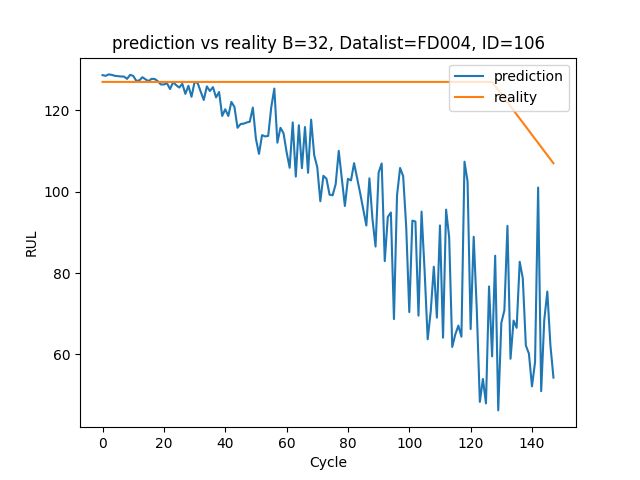 prediction vs reality B=32, Datalist=FD004, ID=106
prediction
reality
120
100
80
60
RUL
0 20 40 60 80 100 120 140
Cycle